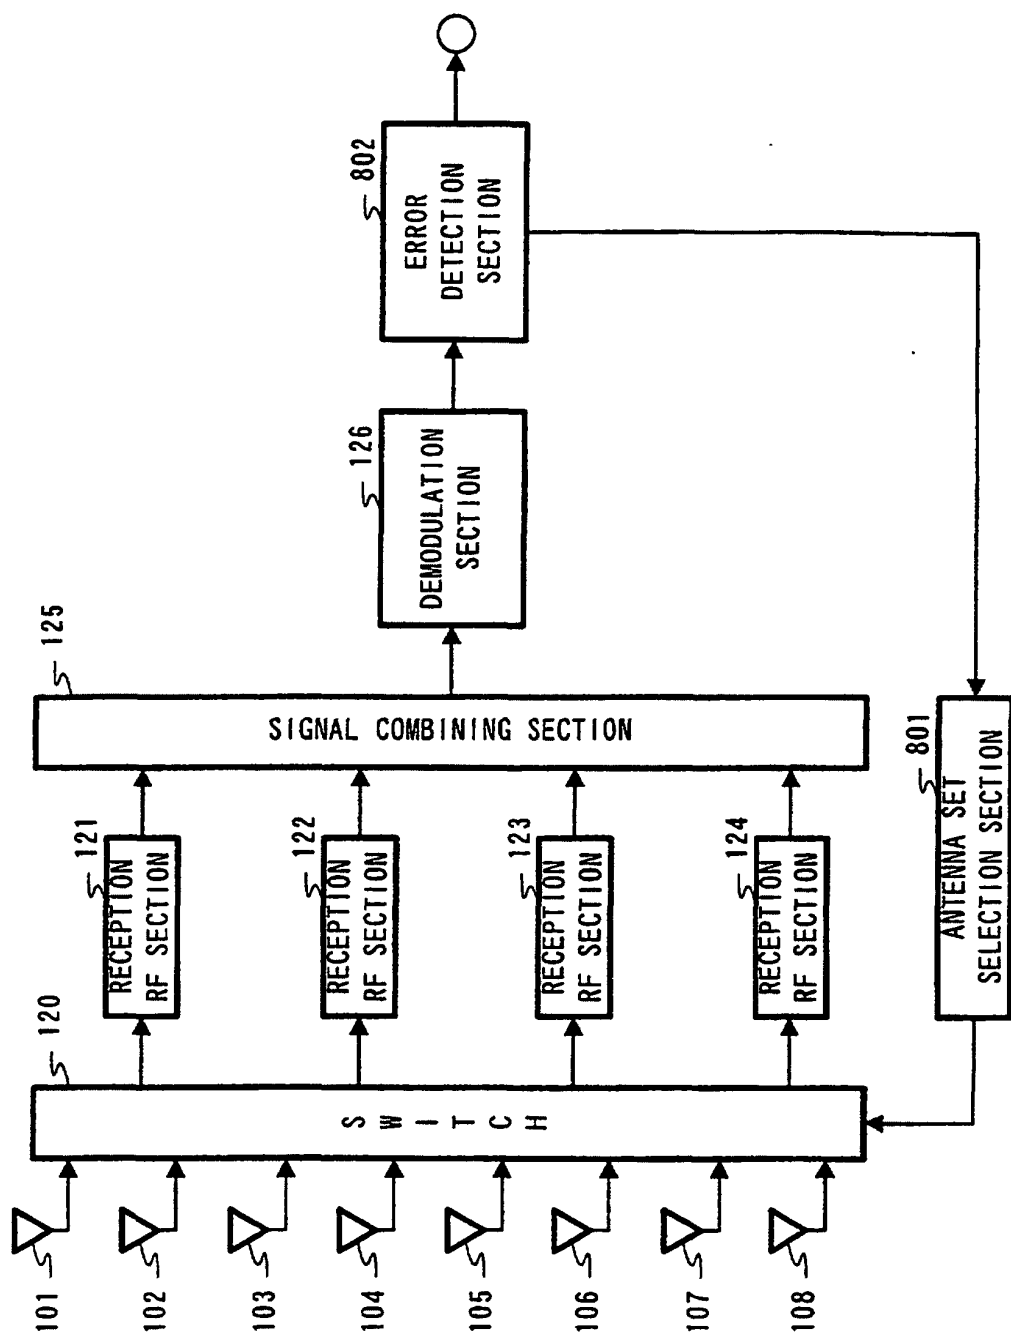 101
102
103
104
105
106
107
108
120
SWITCH
121
RECEPTION
RF SECTION
122
RECEPTION
RF SECTION
123
RECEPTION
RF SECTION
124
RECEPTION
RF SECTION
125
SIGNAL COMBINING SECTION
126
DEMODULATION
SECTION
802
ERROR
DETECTION
SECTION
801
ANTENNA SET
SELECTION SECTION